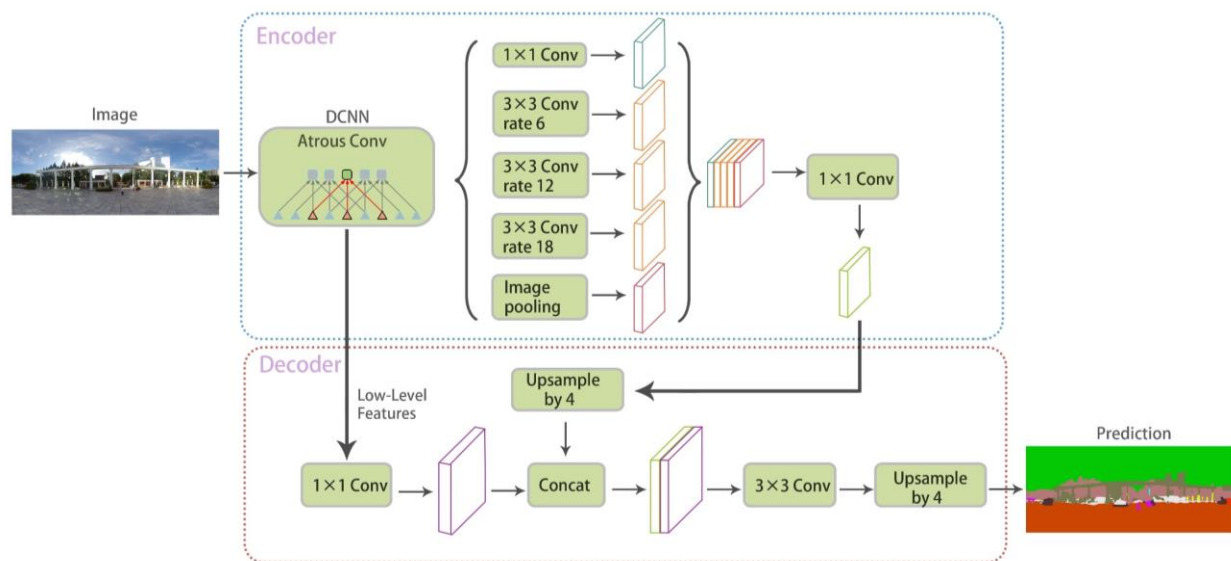 Encoder
Image
DCNN
Atrous Conv
1×1 Conv
3×3 Conv
rate 6
3×3 Conv
rate 12
3×3 Conv
rate 18
Image
pooling
1×1 Conv
Decoder
Low-Level
Features
Upsample
by 4
1×1 Conv
Concat
3×3 Conv
Upsample
by 4
Prediction